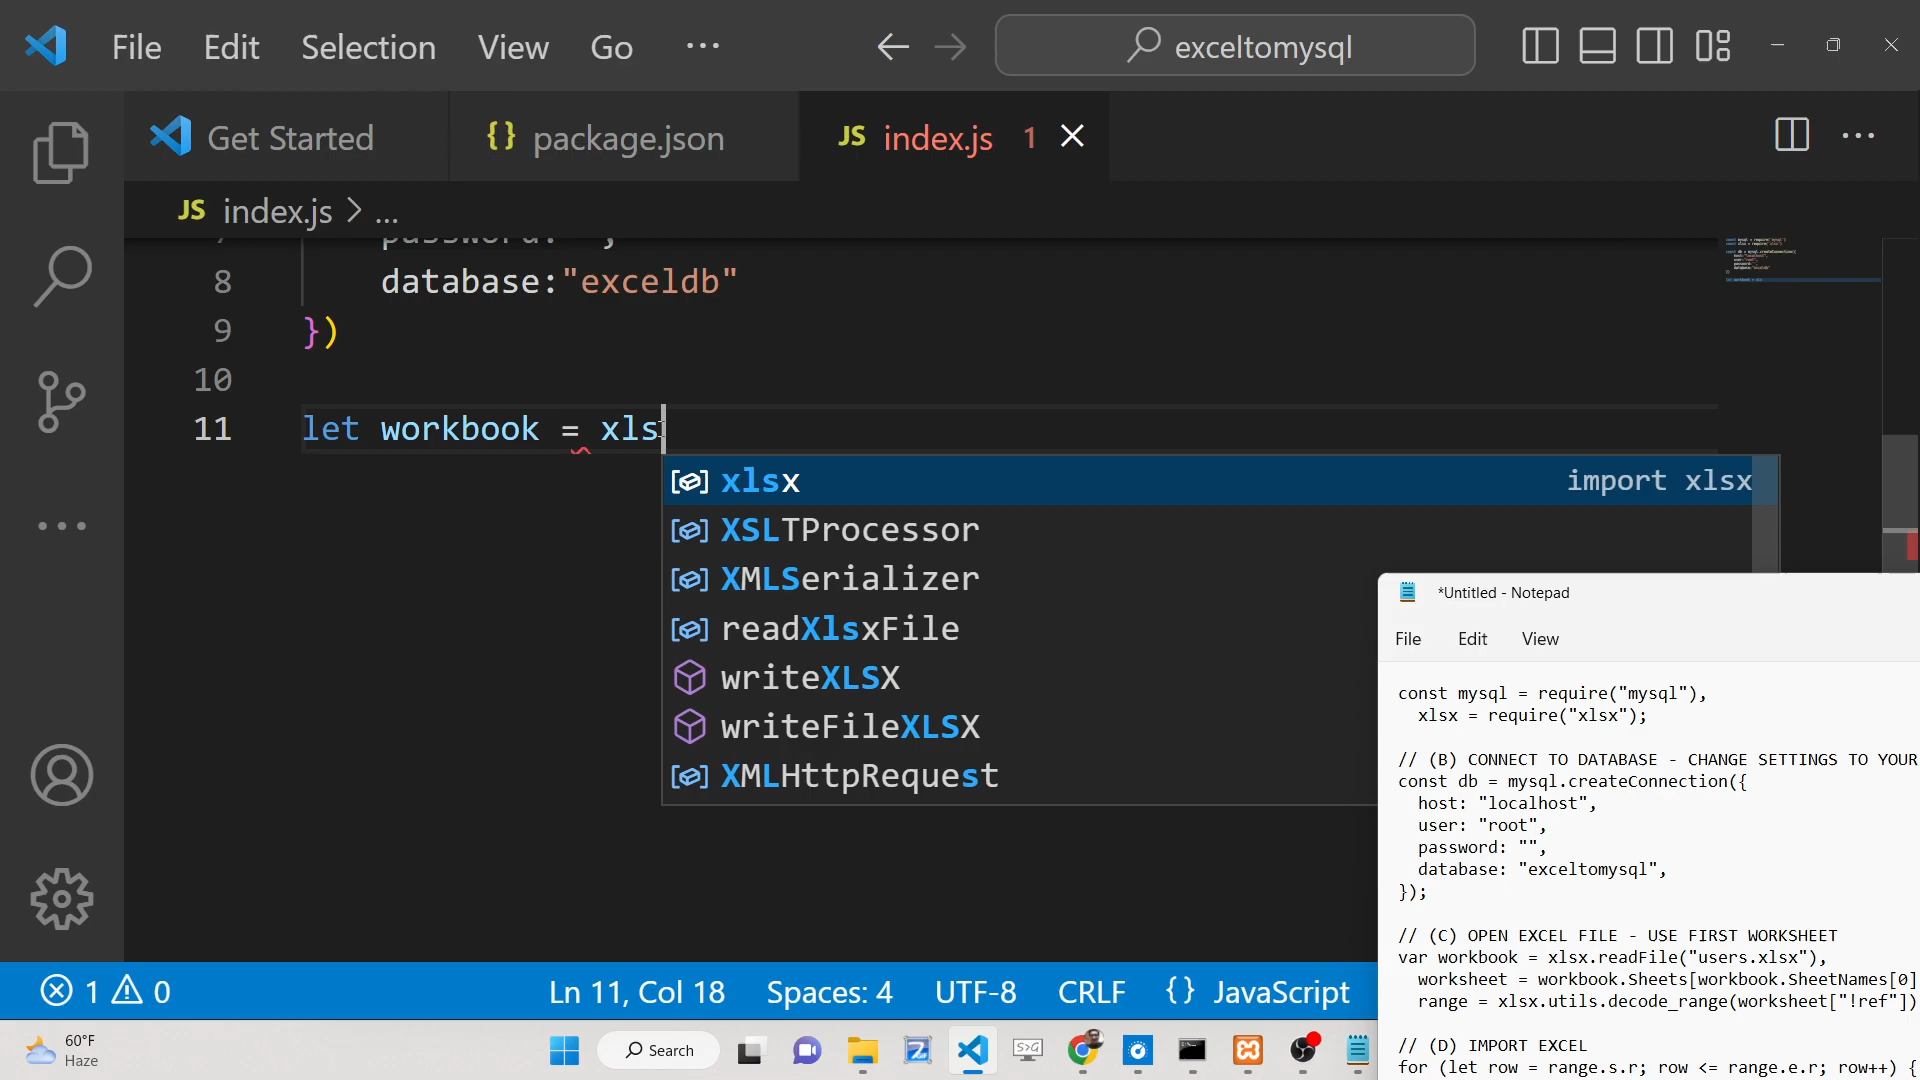 File Edit Selection View Go ...
exceltomysql
Get Started
{} package.json
JS index.js 1
JS index.js > ...
8 database:"exceldb"
9 })
10
11 let workbook = xls
xlsx import xlsx
XSLTProcessor
XMLSerializer
readXlsxFile
writeXLSX
writeFileXLSX
XMLHttpRequest
*Untitled - Notepad
File Edit View
const mysql = require("mysql"),
xlsx = require("xlsx");
// (B) CONNECT TO DATABASE - CHANGE SETTINGS TO YOUR
const db = mysql.createConnection({
host: "localhost",
user: "root",
password: "",
database: "exceltomysql",
});
// (C) OPEN EXCEL FILE - USE FIRST WORKSHEET
var workbook = xlsx.readFile("users.xlsx"),
worksheet = workbook.Sheets[workbook.SheetNames[0]
range = xlsx.utils.decode_range(worksheet["!ref"])
// (D) IMPORT EXCEL
for (let row = range.s.r; row <= range.e.r; row++) {
1 0 Ln 11, Col 18 Spaces: 4 UTF-8 CRLF {} JavaScript
60°F
Haze
Search